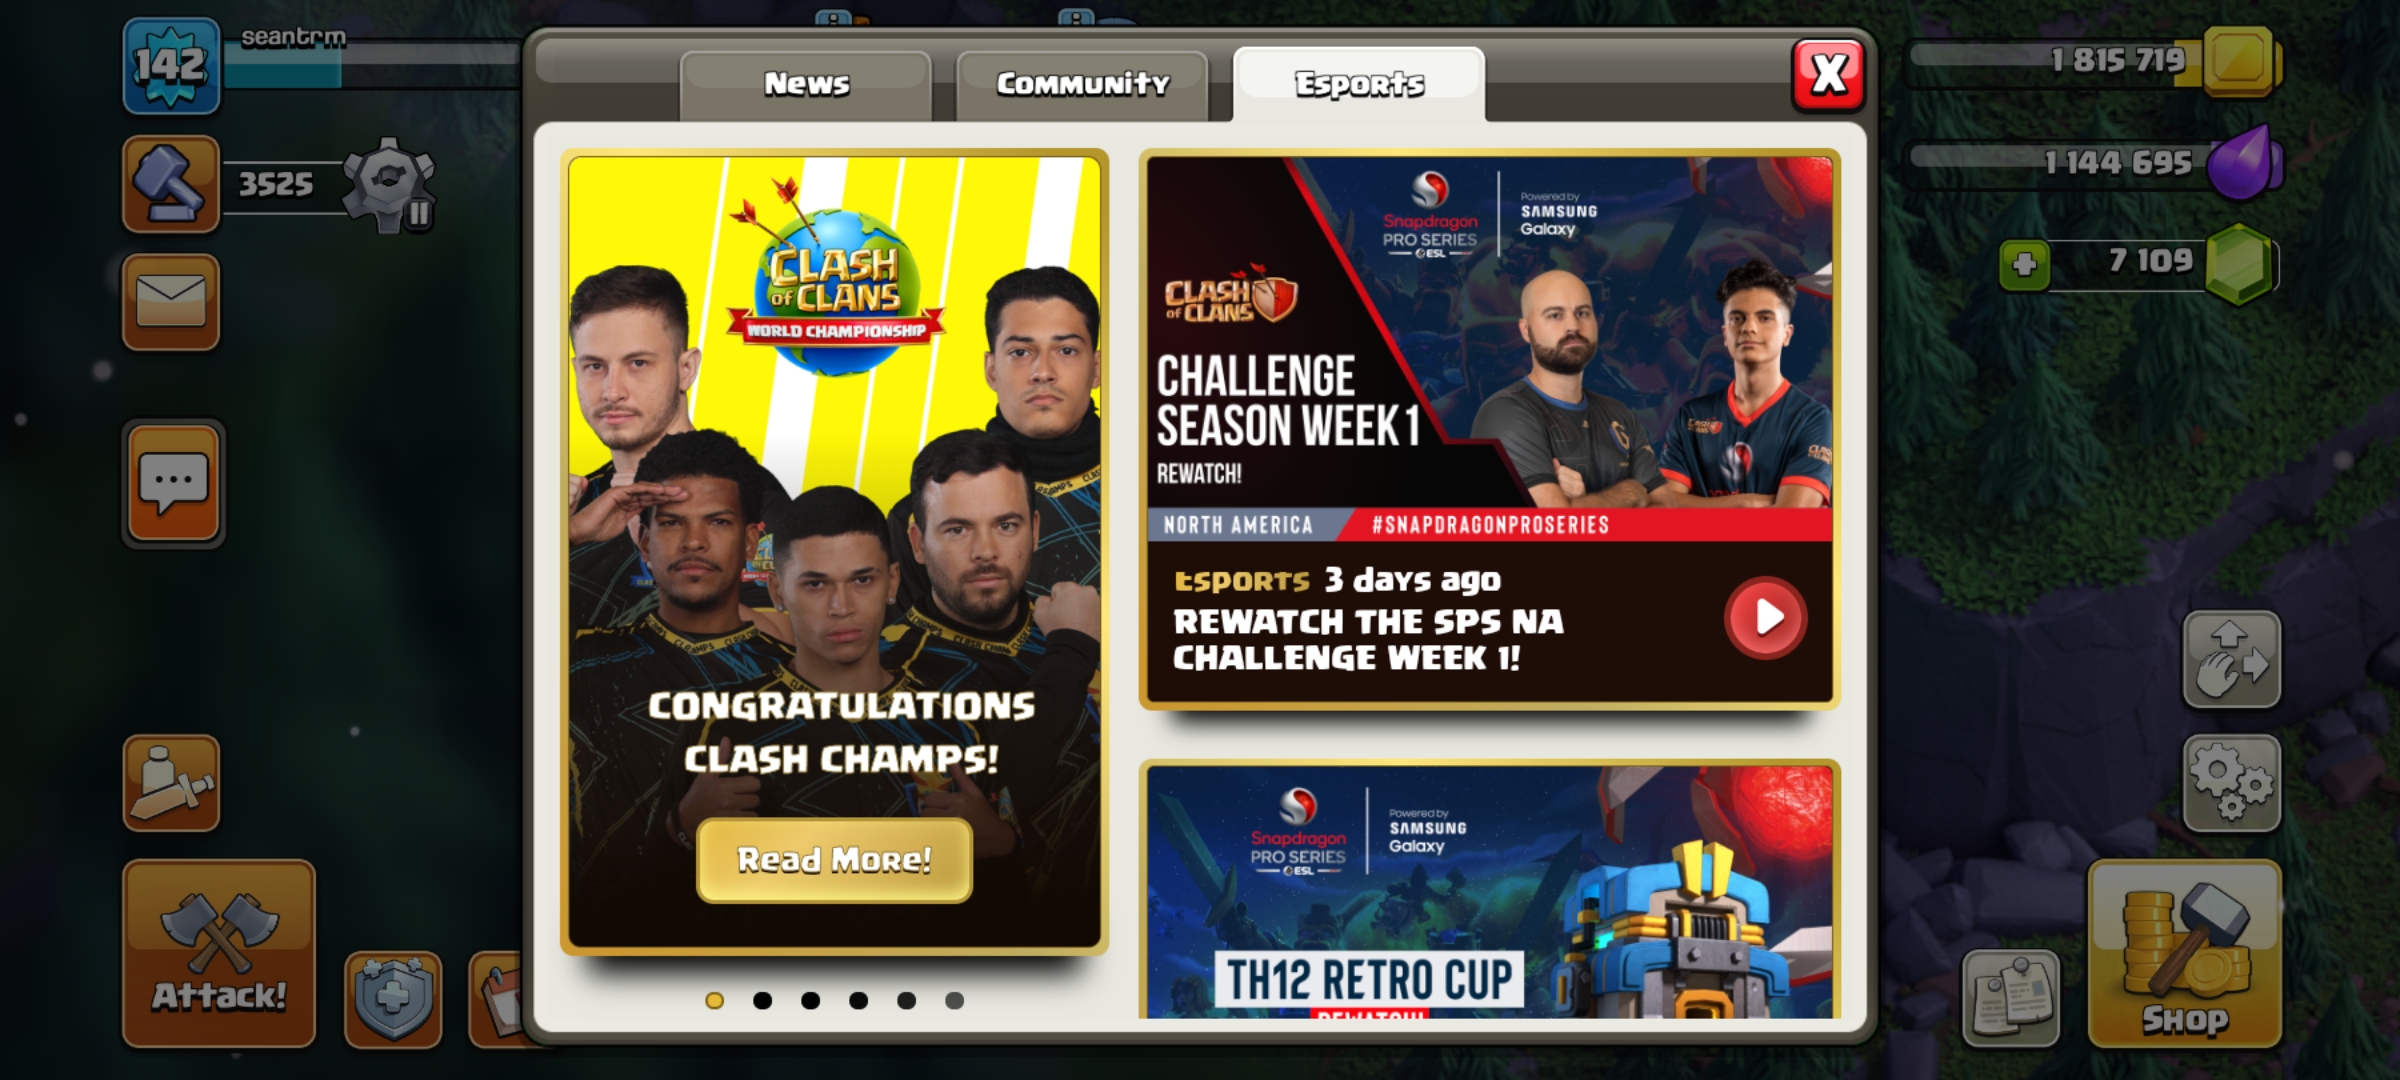 142
seantrm
3525
Attack!
News
Community
Esports
X
CLASH
of CLANS
WORLD CHAMPIONSHIP
CONGRATULATIONS
CLASH CHAMPS!
Read More!
Snapdragon
PRO SERIES
ESL
Powered by
SAMSUNG
Galaxy
CLASH
of CLANS
CHALLENGE
SEASON WEEK 1
REWATCH!
NORTH AMERICA
#SNAPDRAGONPROSERIES
Esports 3 days ago
REWATCH THE SPS NA
CHALLENGE WEEK 1!
Snapdragon
PRO SERIES
ESL
Powered by
SAMSUNG
Galaxy
TH12 RETRO CUP
REWATCH!
1 815 719
1 144 695
7 109
Shop